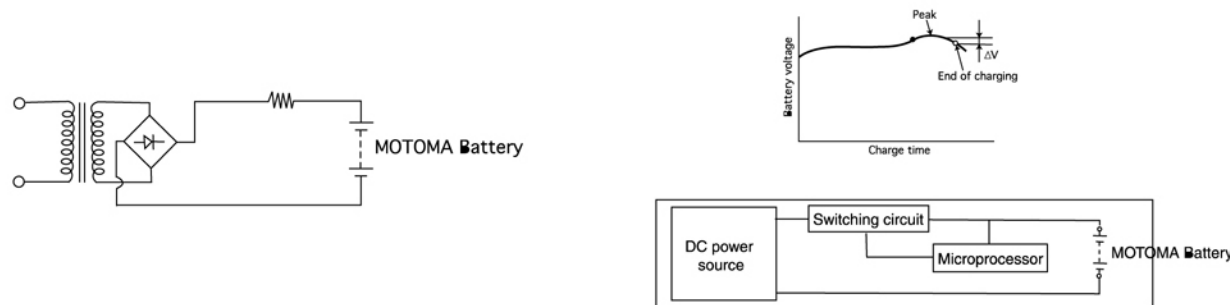 MOTOMA Battery
Peak
Battery voltage
ΔV
End of charging
Charge time
DC power
source
Switching circuit
Microprocessor
MOTOMA Battery